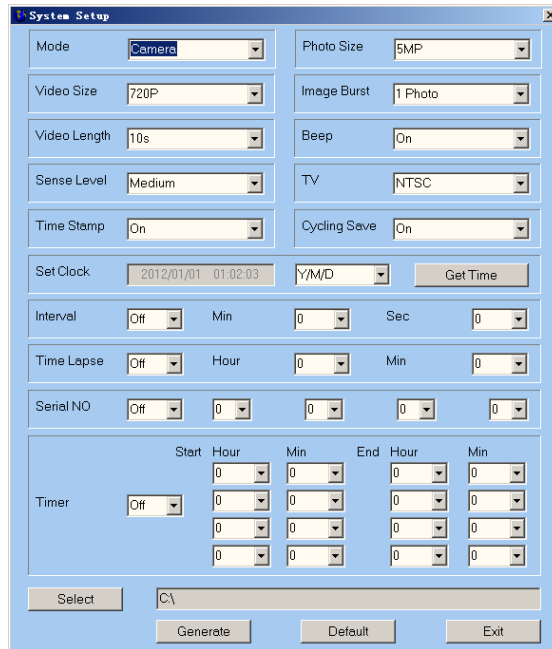 System Setup
Mode Camera Photo Size 5MP
Video Size 720P Image Burst 1 Photo
Video Length 10s Beep On
Sense Level Medium TV NTSC
Time Stamp On Cycling Save On
Set Clock 2012/01/01 01:02:03 Y/M/D Get Time
Interval Off Min 0 Sec 0
Time Lapse Off Hour 0 Min 0
Serial NO Off 0 0 0 0
Start Hour Min End Hour Min
0 0 0 0
Timer Off 0 0 0 0
0 0 0 0
0 0 0 0
Select C:\
Generate Default Exit